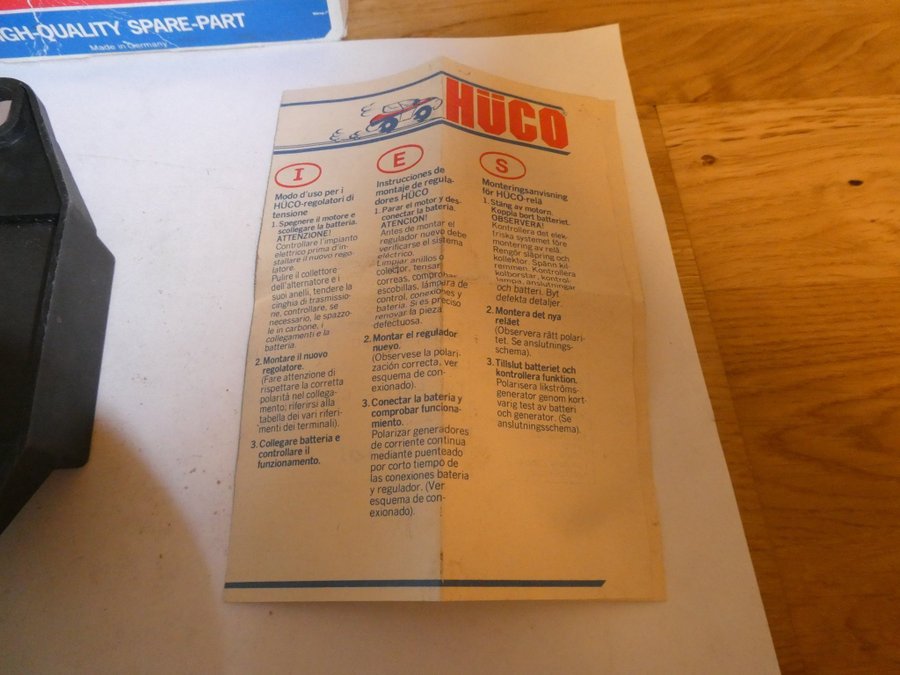 GH-QUALITY SPARE-PART
Made in Germany
HÜCO
I
Modo d'uso per i
HÜCO-regolatori di
tensione
1. Spegnere il motore e
scollegare la batteria.
ATTENZIONE!
Controllare l'impianto
elettrico prima d'in-
stallare il nuovo rego-
latore.
Pulire il collettore
dell'alternatore e i
suoi anelli, tendere la
cinghia di trasmissio-
ne, controllare, se
necessario, le spazzo-
le in carbone, i
collegamenti e la
batteria.
2. Montare il nuovo
regolatore.
(Fare attenzione di
rispettare la corretta
polarità nel collega-
mento; riferirsi alla
tabella dei vari riferi-
menti dei terminali).
3. Collegare batteria e
controllare il
funzionamento.
E
Instrucciones de
montaje de regula-
dores HÜCO
1. Parar el motor y des-
conectar la batería.
ATENCION!
Antes de montar el
regulador nuevo debe
verificarse el sistema
eléctrico.
Limpiar anillos o
colector, tensar
correas, comprobar
escobillas, lámpara de
control, conexiones y
bateria. Si es preciso
renovar la pieza
defectuosa.
2. Montar el regulador
nuevo.
(Observese la polari-
zación correcta, ver
esquema de con-
exionado).
3. Conectar la bateria y
comprobar funciona-
miento.
Polarizar generadores
de corriente continua
mediante puenteado
por corto tiempo de
las conexiones bateria
y regulador. (Ver
esquema de con-
exionado).
S
Monteringsanvisning
för HÜCO-relä
1. Stäng av motorn.
Koppla bort batteriet.
OBSERVERA!
Kontrollera det elek-
triska systemet före
montering av relä.
Rengör släpring och
kollektor. Spänn kil-
remmen. Kontrollera
kolborstar, kontrol-
lampa, anslutningar
och batteri. Byt
defekta detaljer.
2. Montera det nya
reläet
(Observera rätt polari-
tet. Se anslutnings-
schema).
3. Tillslut batteriet och
kontrollera funktion.
Polarisera likströms-
generator genom kort-
varig test av batteri
och generator. (Se
anslutningsschema).